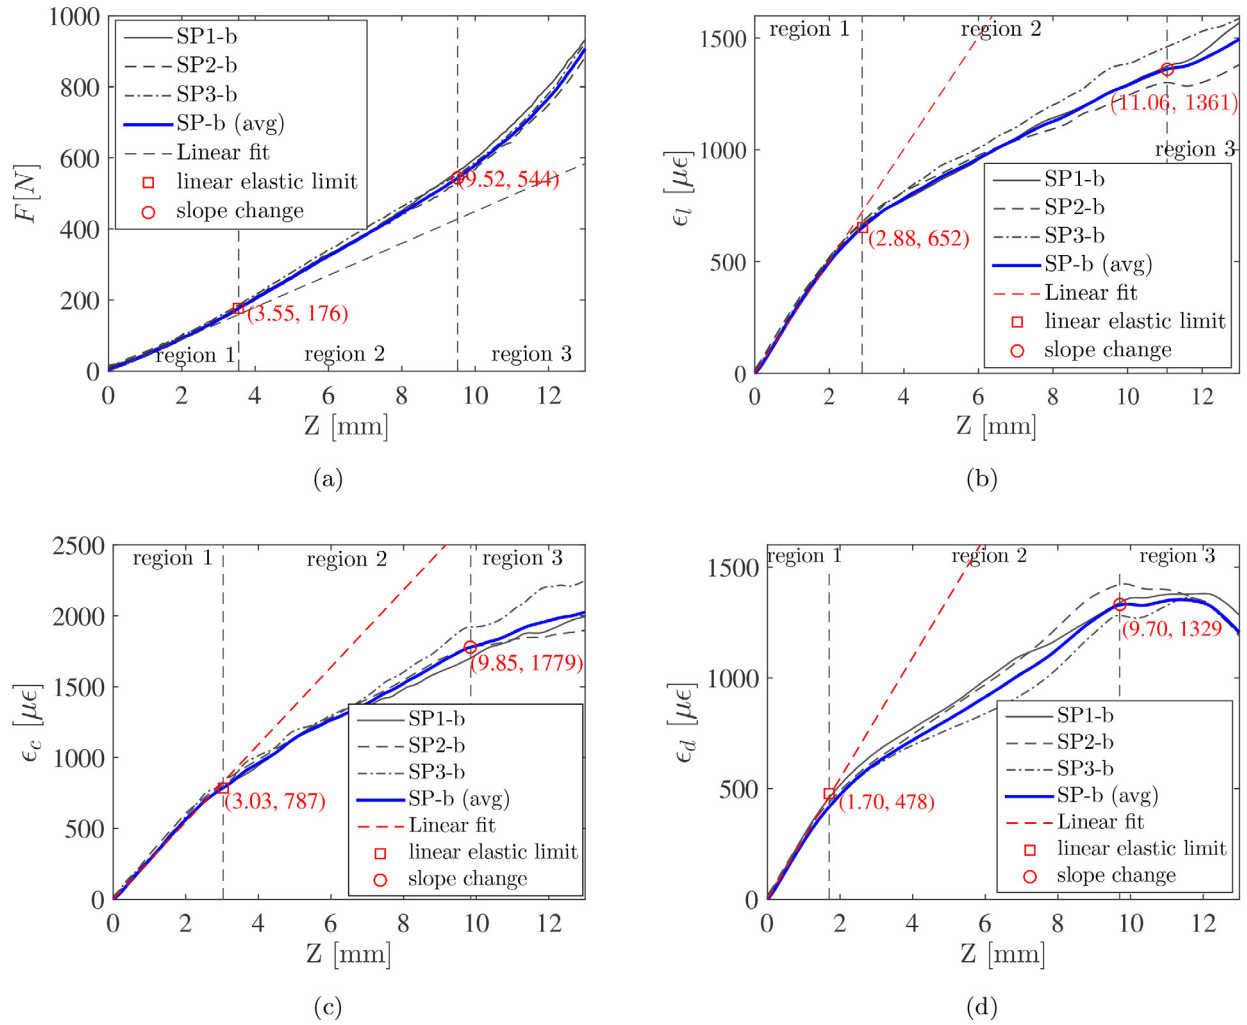 1000
800
600
400
200
0
F [N]
SP1-b
SP2-b
SP3-b
SP-b (avg)
Linear fit
linear elastic limit
slope change
(9.52, 544)
(3.55, 176)
region 1
region 2
region 3
0 2 4 6 8 10 12
Z [mm]
(a)
1500
1000
500
0
ϵl [µϵ]
region 1
region 2
(11.06, 1361)
region 3
(2.88, 652)
SP1-b
SP2-b
SP3-b
SP-b (avg)
Linear fit
linear elastic limit
slope change
0 2 4 6 8 10 12
Z [mm]
(b)
2500
2000
1500
1000
500
0
ϵc [µϵ]
region 1
region 2
region 3
(9.85, 1779)
(3.03, 787)
SP1-b
SP2-b
SP3-b
SP-b (avg)
Linear fit
linear elastic limit
slope change
0 2 4 6 8 10 12
Z [mm]
(c)
1500
1000
500
0
ϵd [µϵ]
region 1
region 2
region 3
(9.70, 1329
(1.70, 478)
SP1-b
SP2-b
SP3-b
SP-b (avg)
Linear fit
linear elastic limit
slope change
0 2 4 6 8 10 12
Z [mm]
(d)